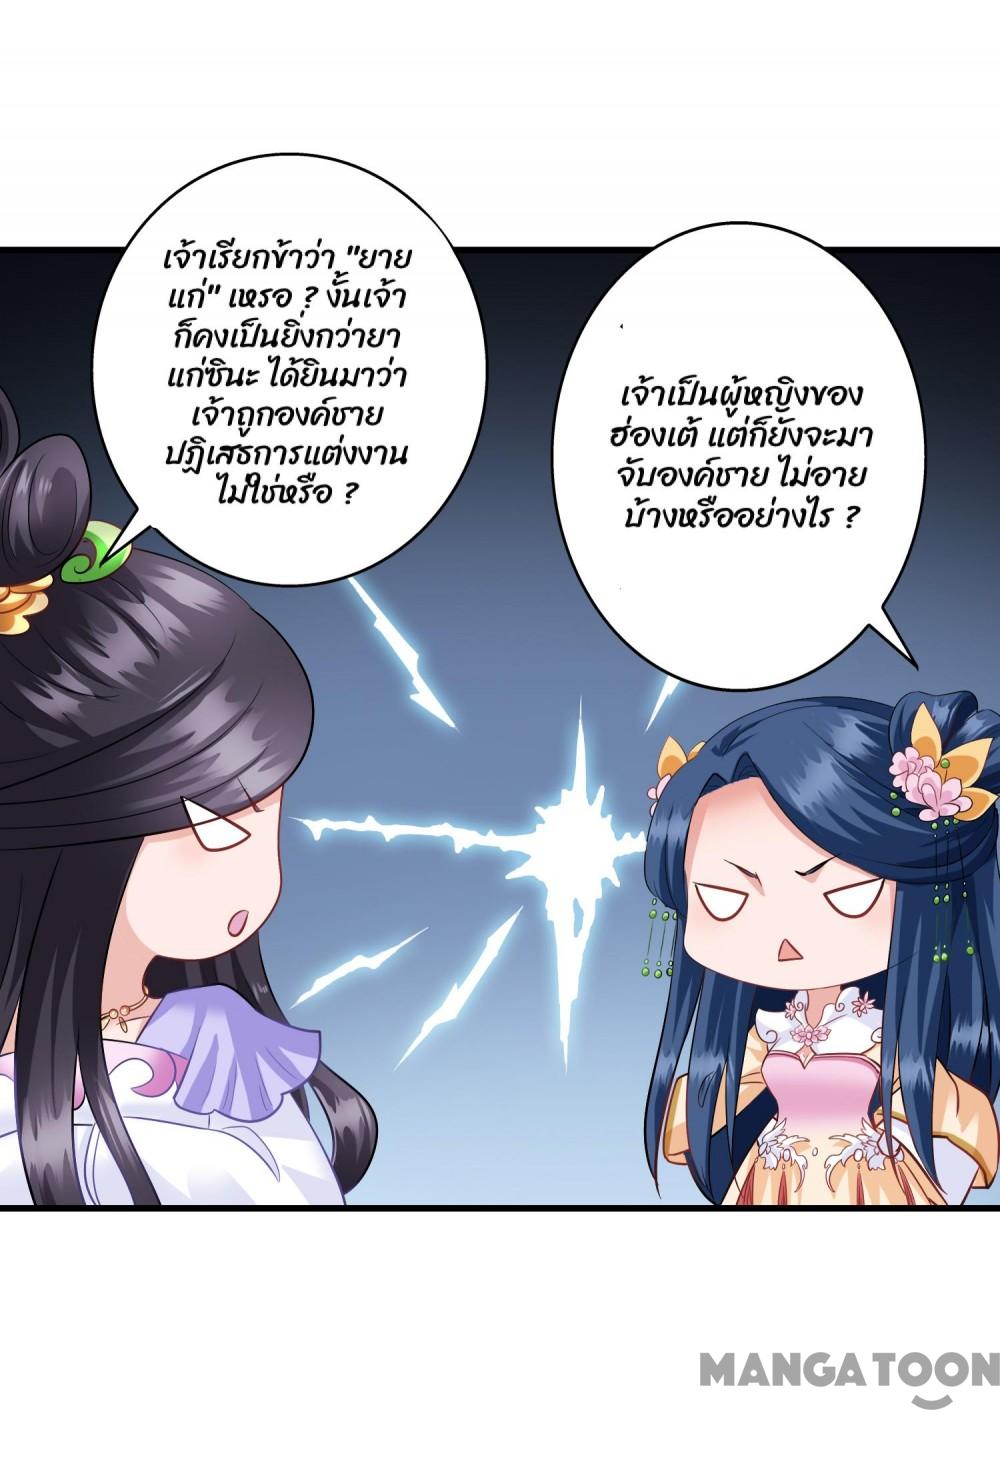 เจ้าเรียกข้าว่า "ยาย
แก่" เหรอ ? งั้นเจ้า
ก็คงเป็นยิ่งกว่ายา
แก่ซินะ ได้ยินมาว่า
เจ้าถูกองค์ชาย
ปฏิเสธการแต่งงาน
ไม่ใช่หรือ ?
เจ้าเป็นผู้หญิงของ
ฮ่องเต้ แต่ก็ยังจะมา
จับองค์ชาย ไม่อาย
บ้างหรืออย่างไร ?
MANGATOON